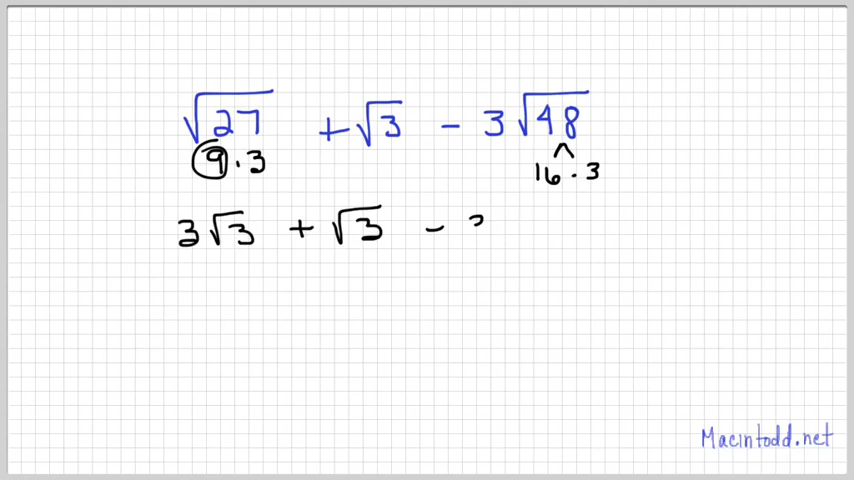 √27 + √3 - 3√48
9 · 3 16 · 3
3√3 + √3 -
Macintodd.net